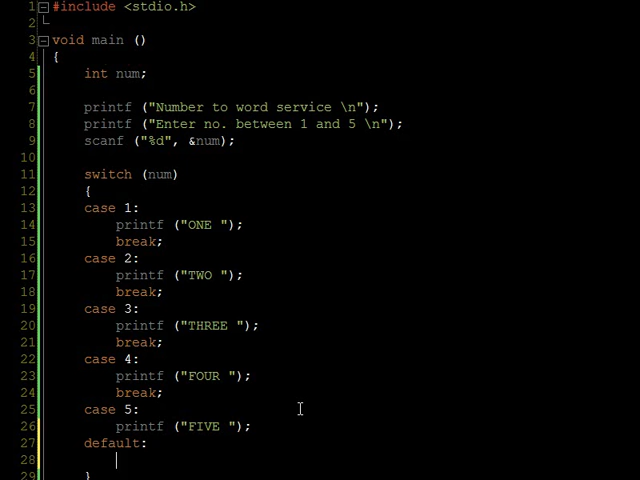 1 #include <stdio.h>
2
3 void main ()
4 {
5 int num;
6
7 printf ("Number to word service \n");
8 printf ("Enter no. between 1 and 5 \n");
9 scanf ("%d", &num);
10
11 switch (num)
12 {
13 case 1:
14 printf ("ONE ");
15 break;
16 case 2:
17 printf ("TWO ");
18 break;
19 case 3:
20 printf ("THREE ");
21 break;
22 case 4:
23 printf ("FOUR ");
24 break;
25 case 5:
26 printf ("FIVE ");
27 default:
28
29 }